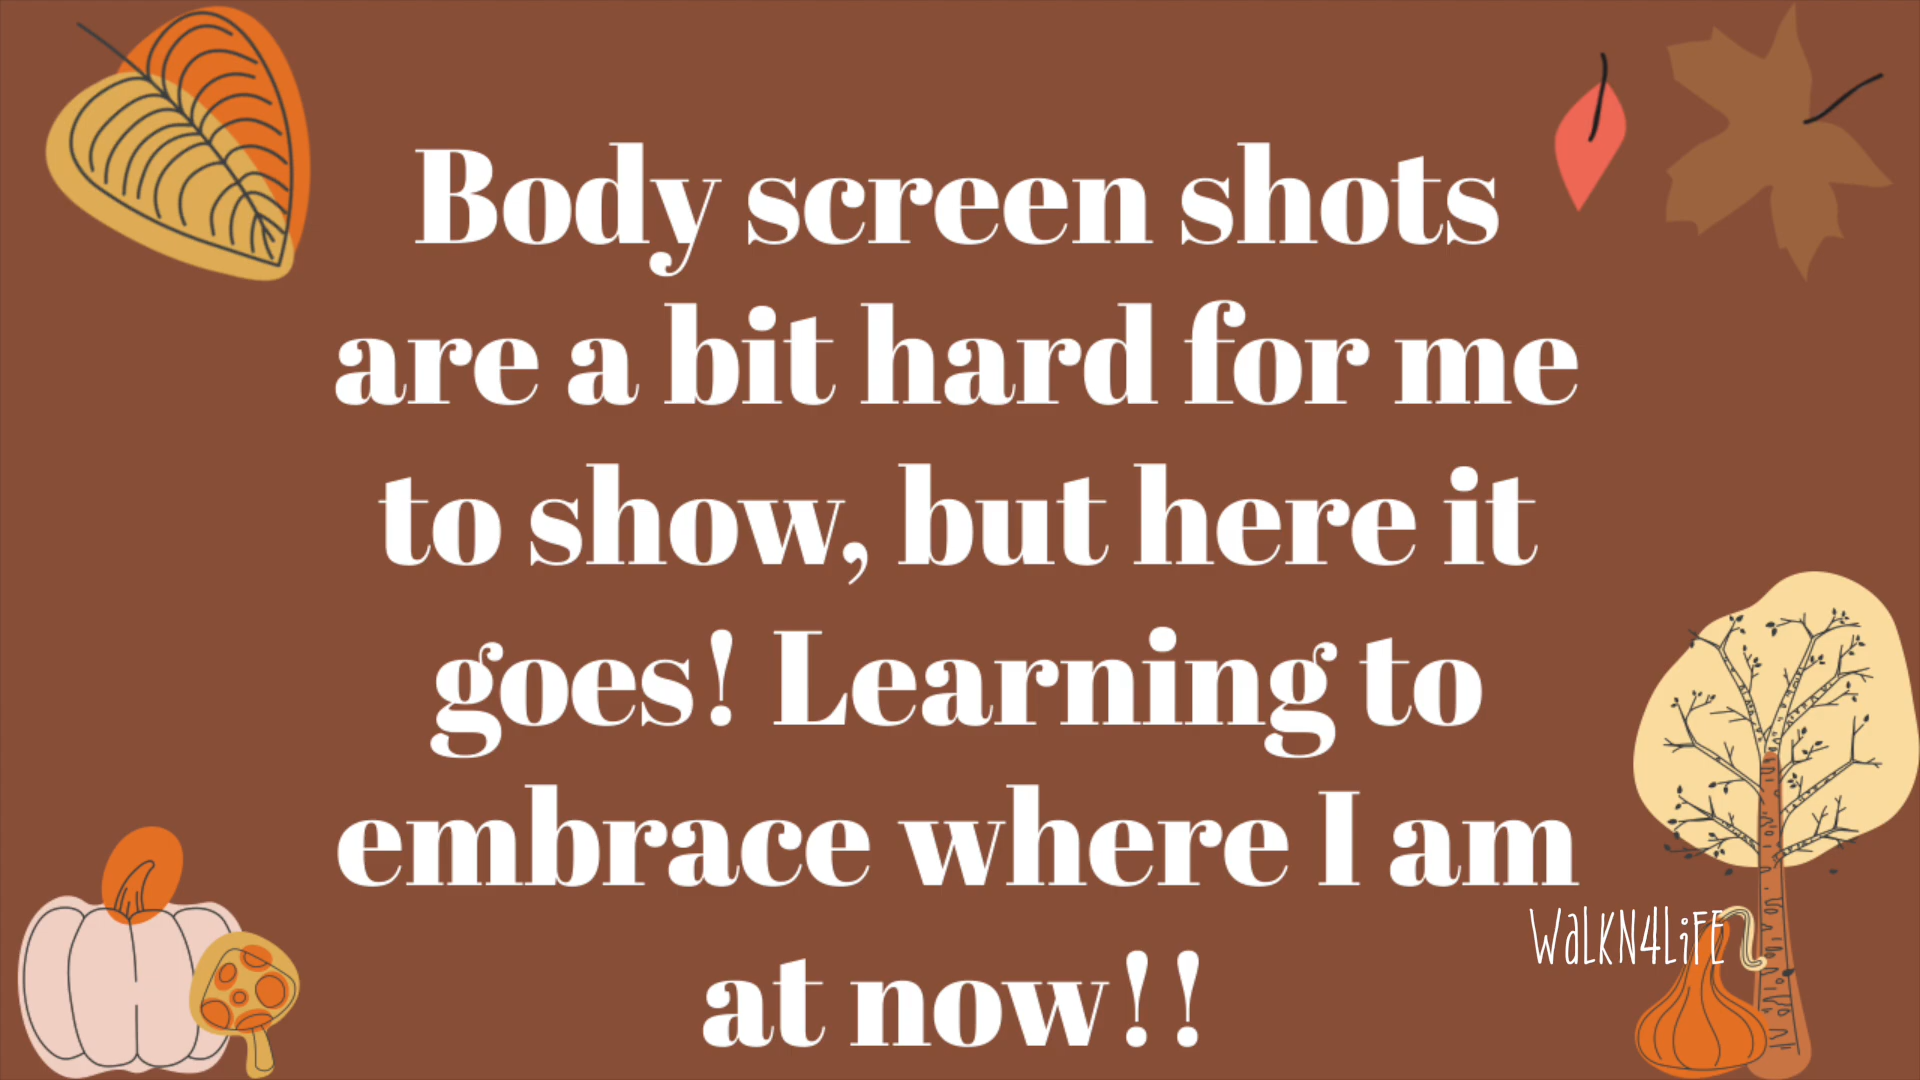 Body screen shots
are a bit hard for me
to show, but here it
goes! Learning to
embrace where I am
at now!!
WaLKN4LiFE